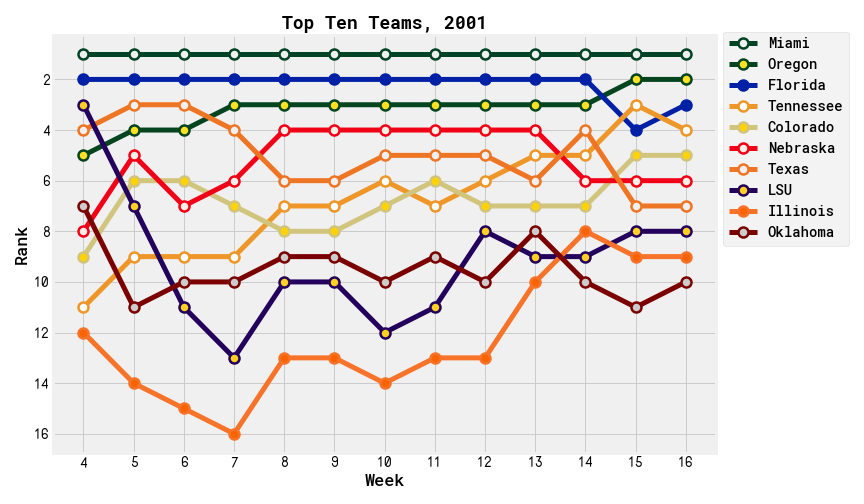 Top Ten Teams, 2001
Miami
Oregon
Florida
Tennessee
Colorado
Nebraska
Texas
LSU
Illinois
Oklahoma
Rank
2
4
6
8
10
12
14
16
4 5 6 7 8 9 10 11 12 13 14 15 16
Week